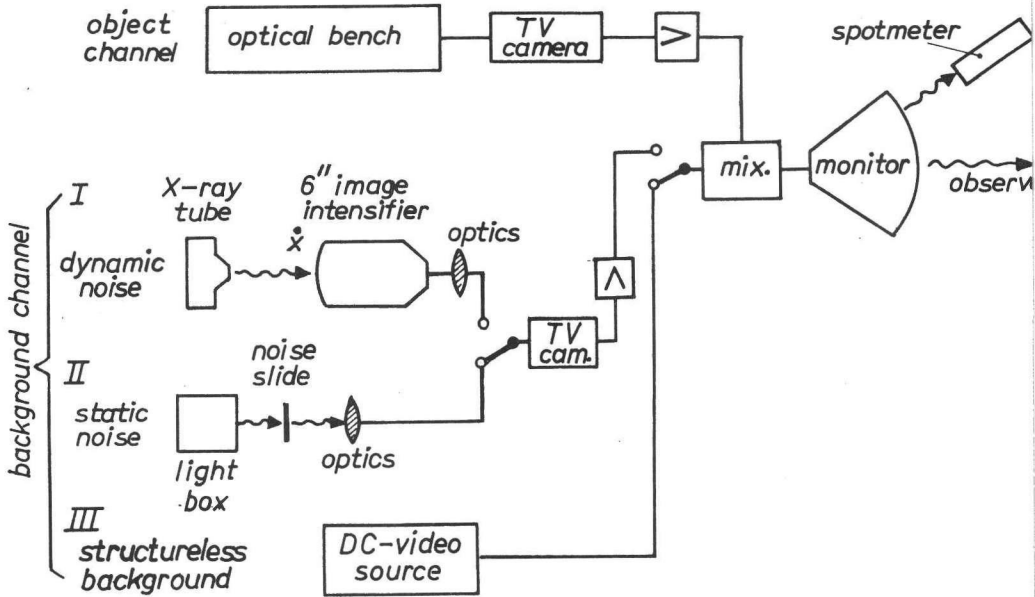 object
channel
optical bench
TV
camera
>
spotmeter
mix.
monitor
background channel
I
X-ray
tube
6" image
intensifier
ẋ
optics
dynamic
noise
>
TV
cam.
II
noise
slide
static
noise
optics
light
box
III
structureless
background
DC-video
source